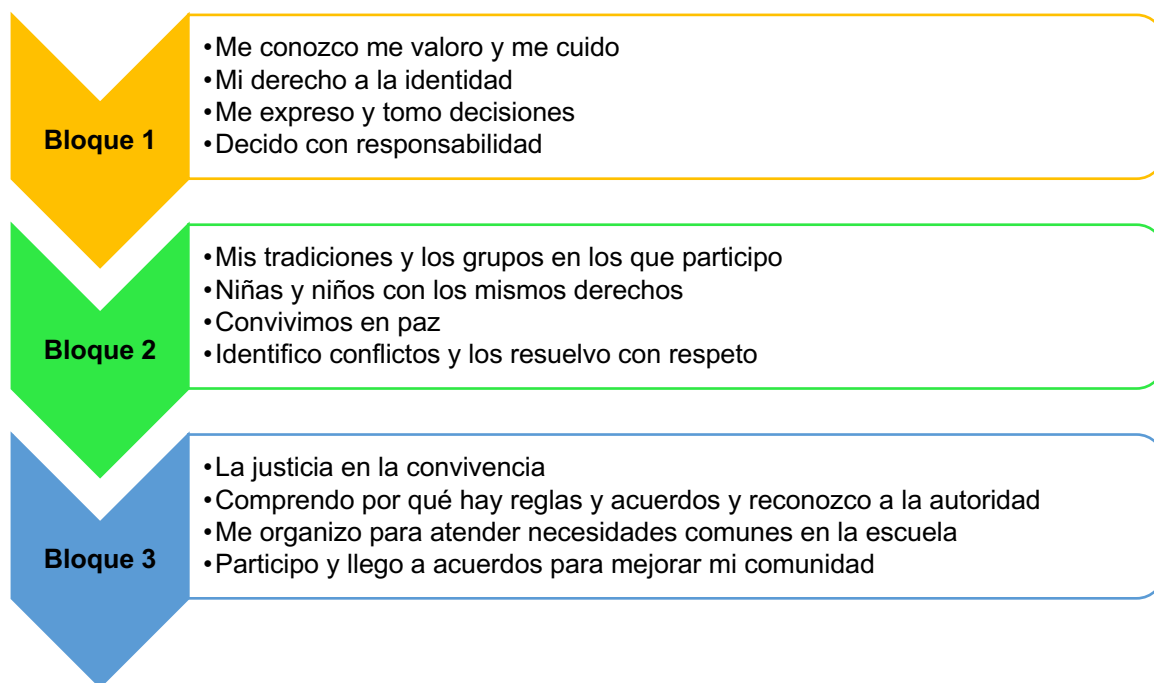 Bloque 1
•Me conozco me valoro y me cuido
•Mi derecho a la identidad
•Me expreso y tomo decisiones
•Decido con responsabilidad
Bloque 2
•Mis tradiciones y los grupos en los que participo
•Niñas y niños con los mismos derechos
•Convivimos en paz
•Identifico conflictos y los resuelvo con respeto
Bloque 3
•La justicia en la convivencia
•Comprendo por qué hay reglas y acuerdos y reconozco a la autoridad
•Me organizo para atender necesidades comunes en la escuela
•Participo y llego a acuerdos para mejorar mi comunidad